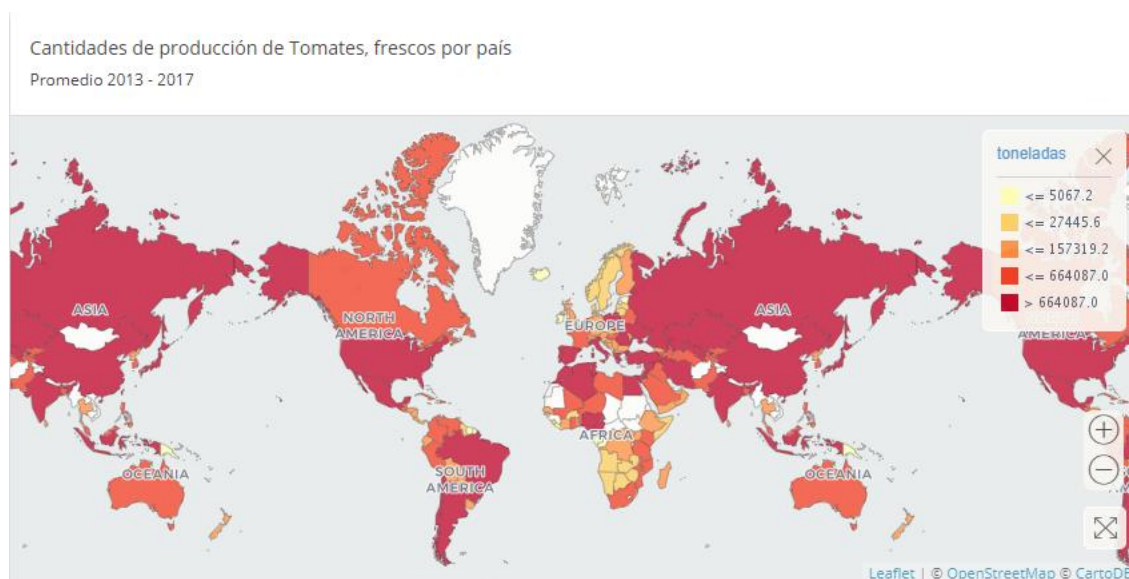 Cantidades de producción de Tomates, frescos por país
Promedio 2013 - 2017
toneladas
<= 5067.2
<= 27445.6
<= 157319.2
<= 664087.0
> 664087.0
ASIA
NORTH
AMERICA
EUROPE
ASIA
AMERICA
AFRICA
OCEANIA
SOUTH
AMERICA
OCEANIA
Leaflet | © OpenStreetMap © CartoDB